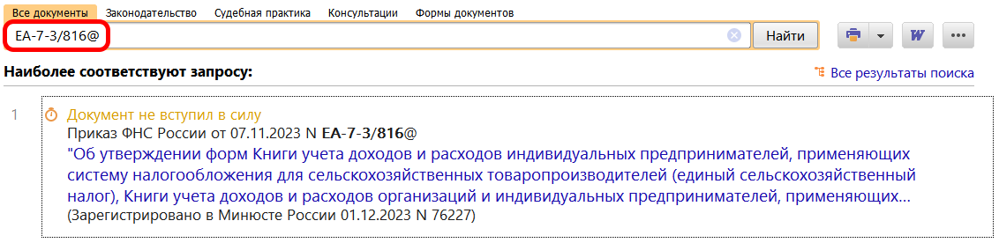 Все документы Законодательство Судебная практика Консультации Формы документов
ЕА-7-3/816@ Найти W
Наиболее соответствуют запросу: Все результаты поиска
1 Документ не вступил в силу
Приказ ФНС России от 07.11.2023 N ЕА-7-3/816@
"Об утверждении форм Книги учета доходов и расходов индивидуальных предпринимателей, применяющих
систему налогообложения для сельскохозяйственных товаропроизводителей (единый сельскохозяйственный
налог), Книги учета доходов и расходов организаций и индивидуальных предпринимателей, применяющих...
(Зарегистрировано в Минюсте России 01.12.2023 N 76227)